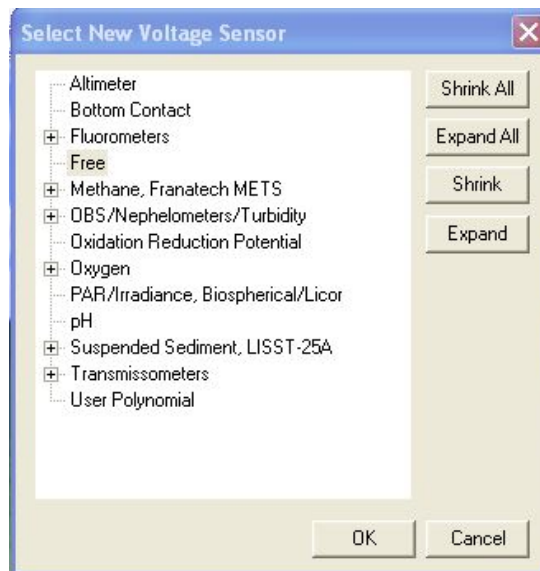 Select New Voltage Sensor
Altimeter
Bottom Contact
Fluorometers
Free
Methane, Franatech METS
OBS/Nephelometers/Turbidity
Oxidation Reduction Potential
Oxygen
PAR/Irradiance, Biospherical/Licor
pH
Suspended Sediment, LISST-25A
Transmissometers
User Polynomial
Shrink All
Expand All
Shrink
Expand
OK
Cancel